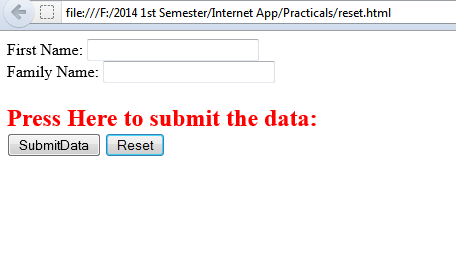 file:///F:/2014 1st Semester/Internet App/Practicals/reset.html
First Name:
Family Name:
Press Here to submit the data:
SubmitData Reset